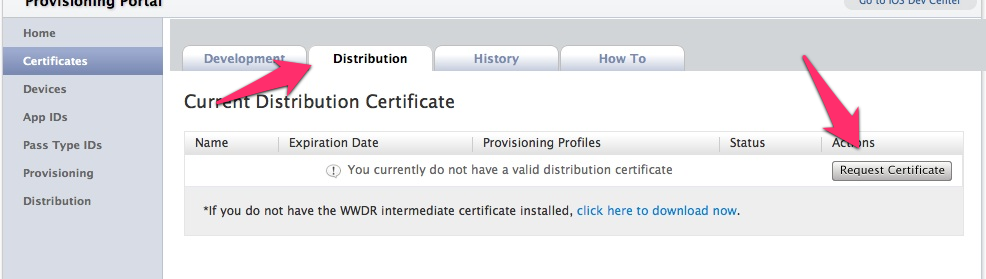 Provisioning Portal
Go to iOS Dev Center
Home
Certificates
Devices
App IDs
Pass Type IDs
Provisioning
Distribution
Development
Distribution
History
How To
Current Distribution Certificate
Name
Expiration Date
Provisioning Profiles
Status
Actions
You currently do not have a valid distribution certificate
Request Certificate
*If you do not have the WWDR intermediate certificate installed, click here to download now.